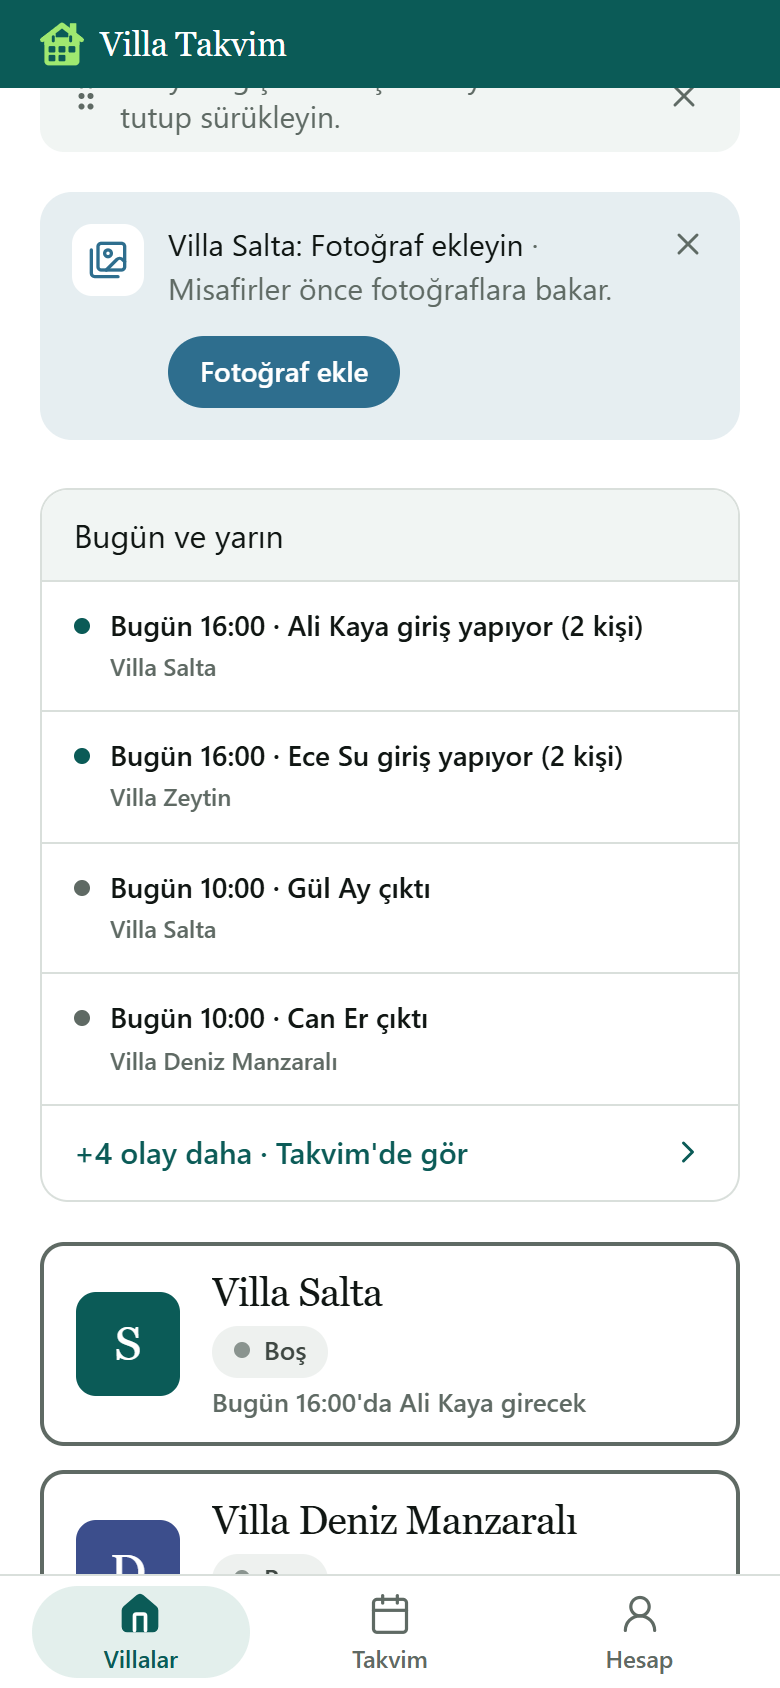 Villa Takvim
tutup sürükleyin.
Villa Salta: Fotoğraf ekleyin ·
Misafirler önce fotoğraflara bakar.
Fotoğraf ekle
Bugün ve yarın
Bugün 16:00 · Ali Kaya giriş yapıyor (2 kişi)
Villa Salta
Bugün 16:00 · Ece Su giriş yapıyor (2 kişi)
Villa Zeytin
Bugün 10:00 · Gül Ay çıktı
Villa Salta
Bugün 10:00 · Can Er çıktı
Villa Deniz Manzaralı
+4 olay daha · Takvim'de gör
S
Villa Salta
Boş
Bugün 16:00'da Ali Kaya girecek
Villa Deniz Manzaralı
D
Villalar
Takvim
Hesap